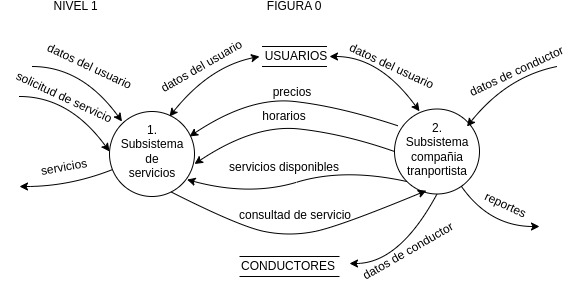 NIVEL 1
FIGURA 0
datos del usuario
solicitud de servicio
servicios
datos del usuario
USUARIOS
datos del usuario
datos de conductor
precios
horarios
servicios disponibles
consultad de servicio
1.
Subsistema
de
servicios
2.
Subsistema
compañia
tranportista
reportes
datos de conductor
CONDUCTORES